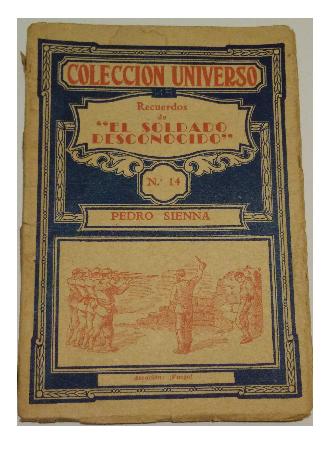 COLECCION UNIVERSO
Recuerdos
de
"EL SOLDADO
DESCONOCIDO"
N.° 14
PEDRO SIENNA
¡Fuego!